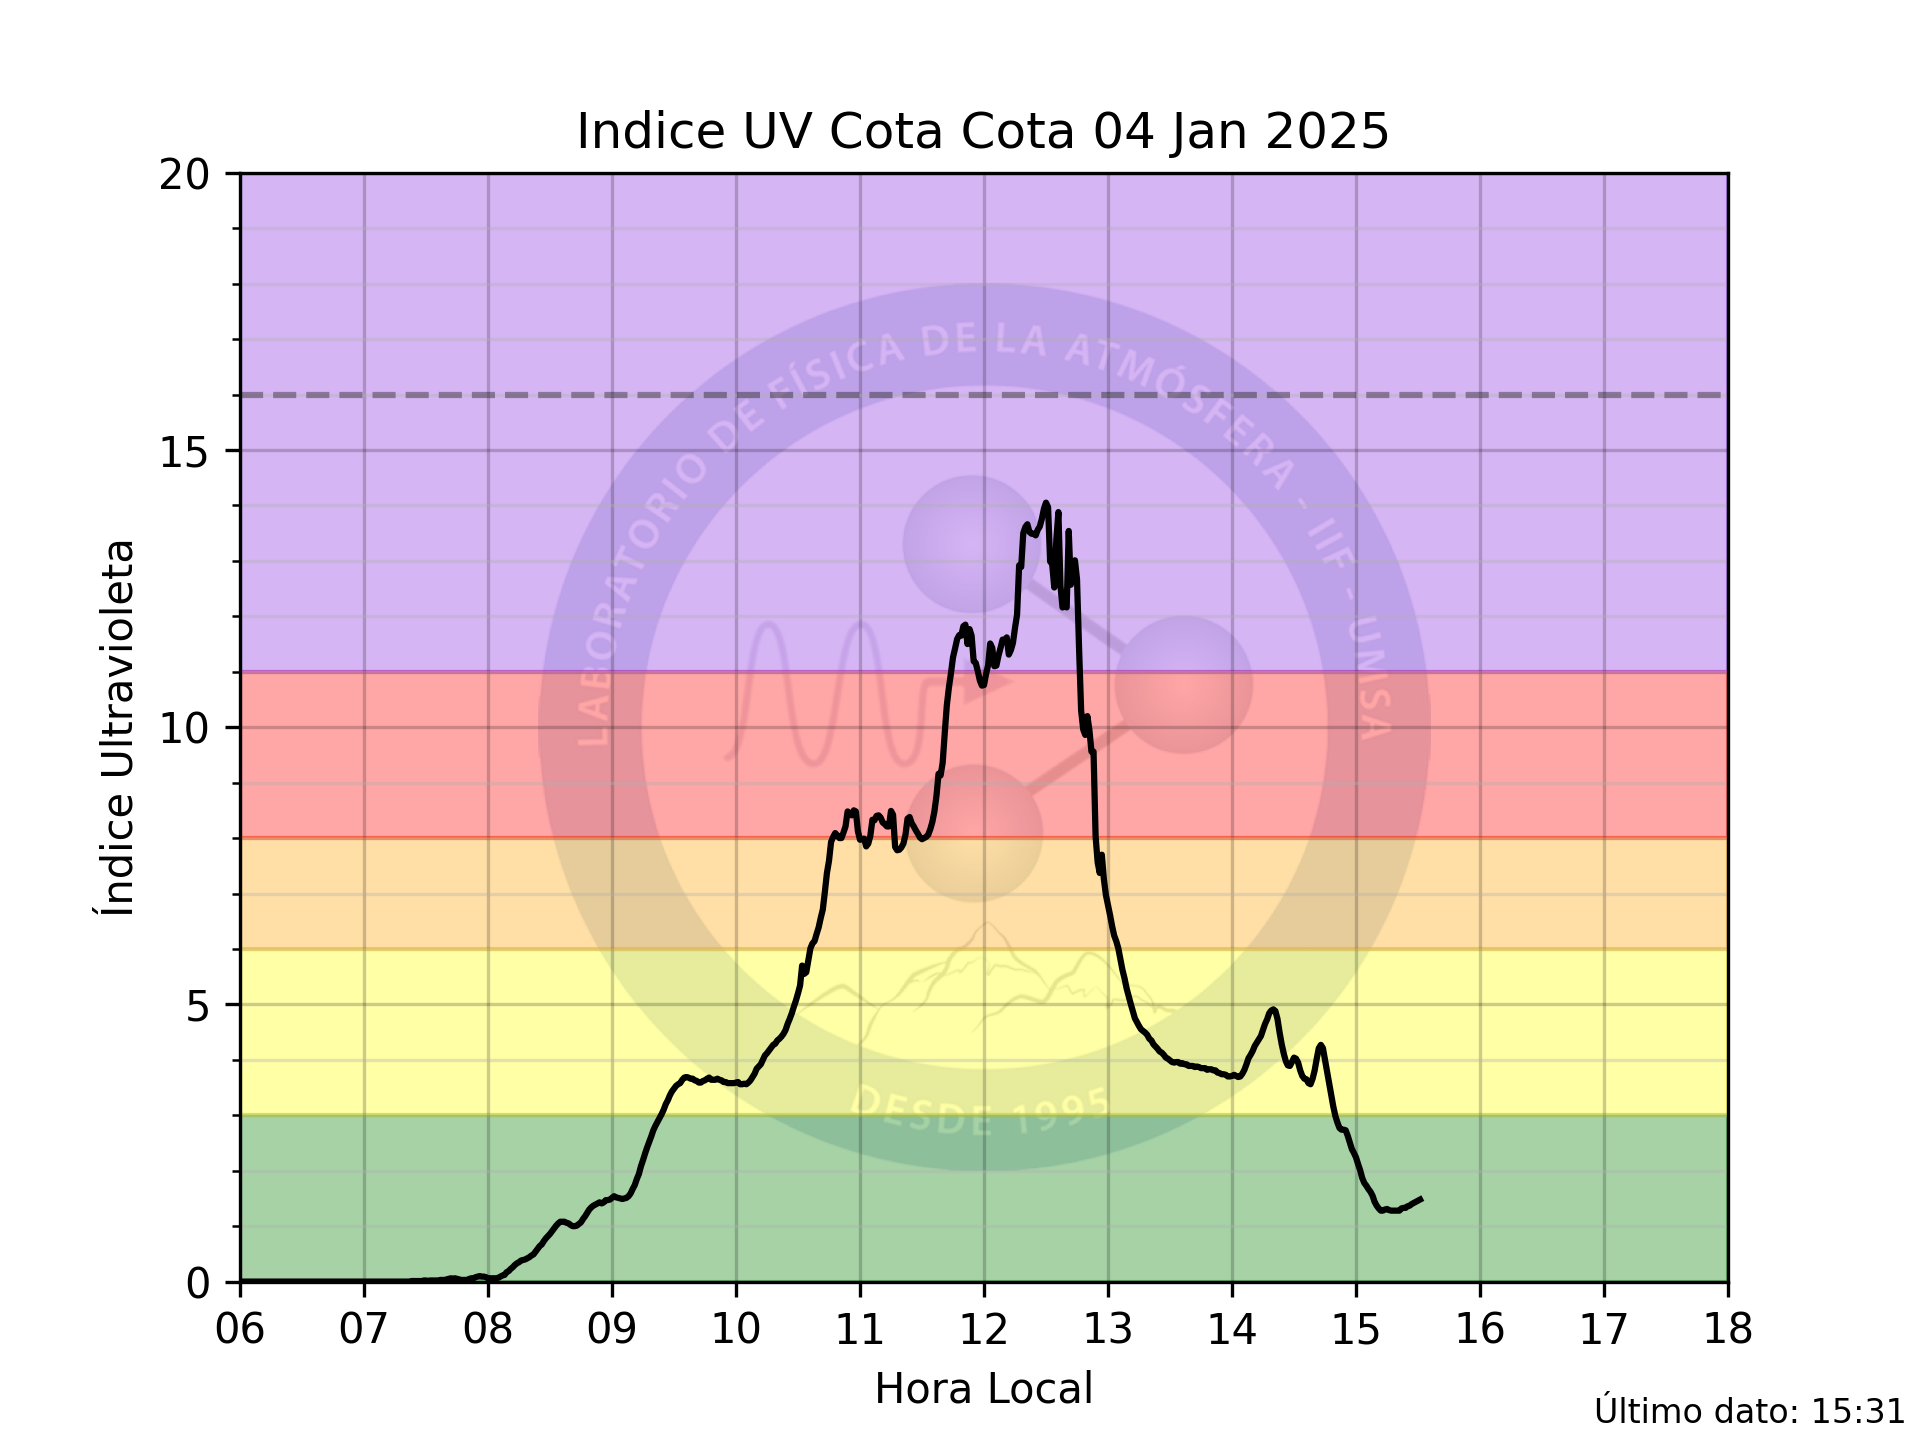 Indice UV Cota Cota 04 Jan 2025
20
15
10
5
0
Índice Ultravioleta
LABORATORIO DE FÍSICA DE LA ATMÓSFERA - IIF - UMSA
DESDE 1995
06 07 08 09 10 11 12 13 14 15 16 17 18
Hora Local
Último dato: 15:31